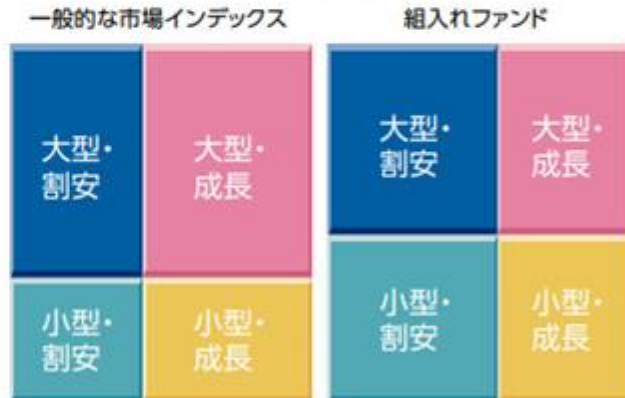 一般的な市場インデックス
組入れファンド
大型・
割安
大型・
成長
大型・
割安
大型・
成長
小型・
割安
小型・
成長
小型・
割安
小型・
成長